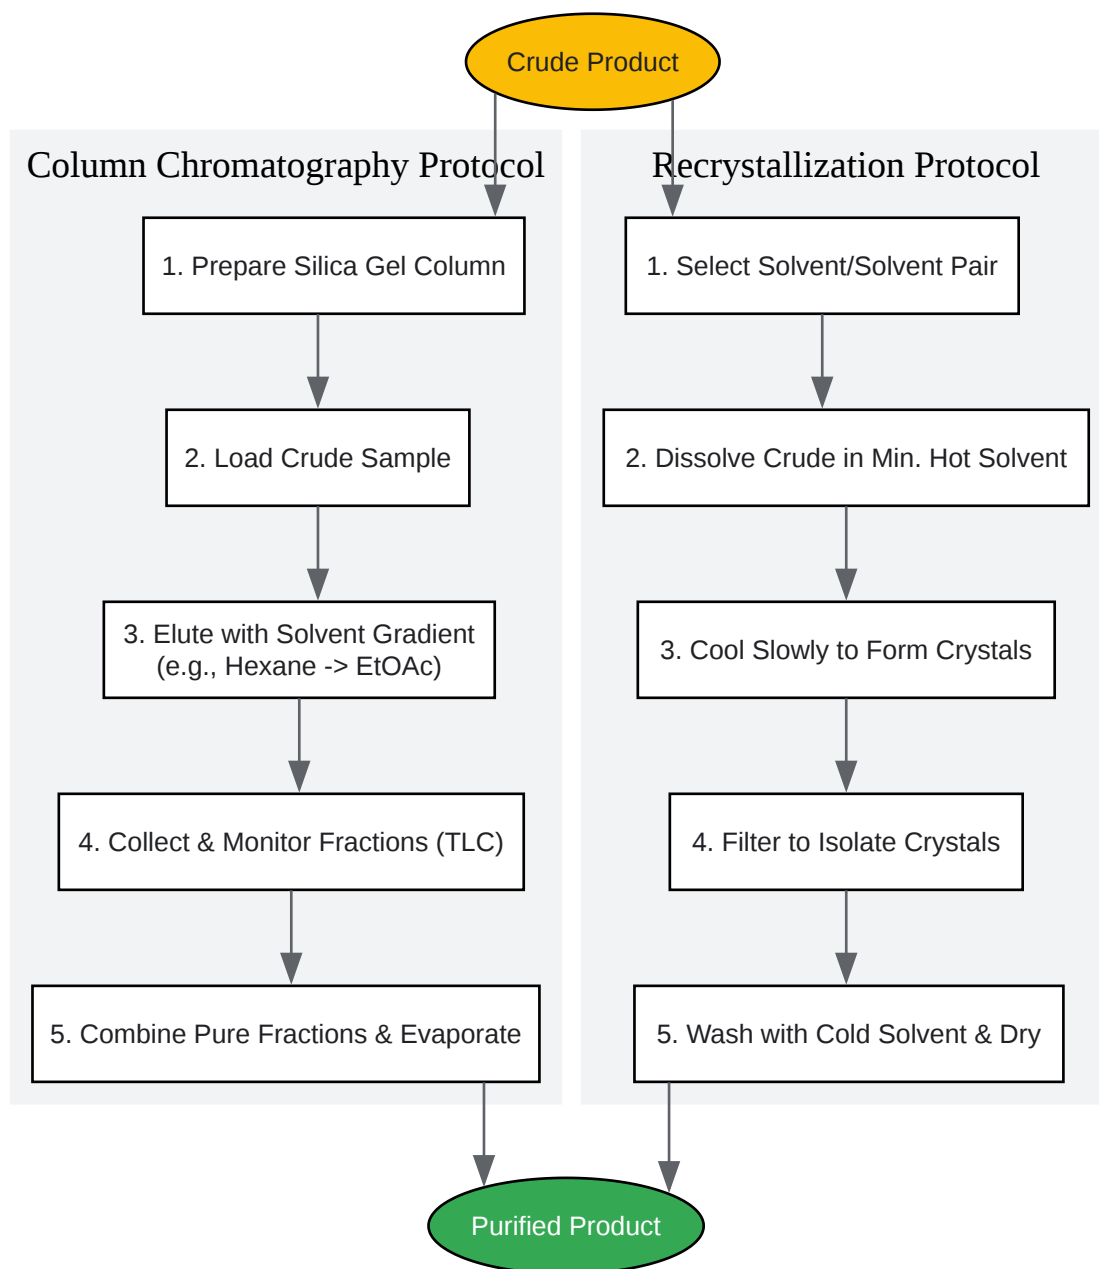 Crude Product
Column Chromatography Protocol
1. Prepare Silica Gel Column
2. Load Crude Sample
3. Elute with Solvent Gradient
(e.g., Hexane -> EtOAc)
4. Collect & Monitor Fractions (TLC)
5. Combine Pure Fractions & Evaporate
Recrystallization Protocol
1. Select Solvent/Solvent Pair
2. Dissolve Crude in Min. Hot Solvent
3. Cool Slowly to Form Crystals
4. Filter to Isolate Crystals
5. Wash with Cold Solvent & Dry
Purified Product